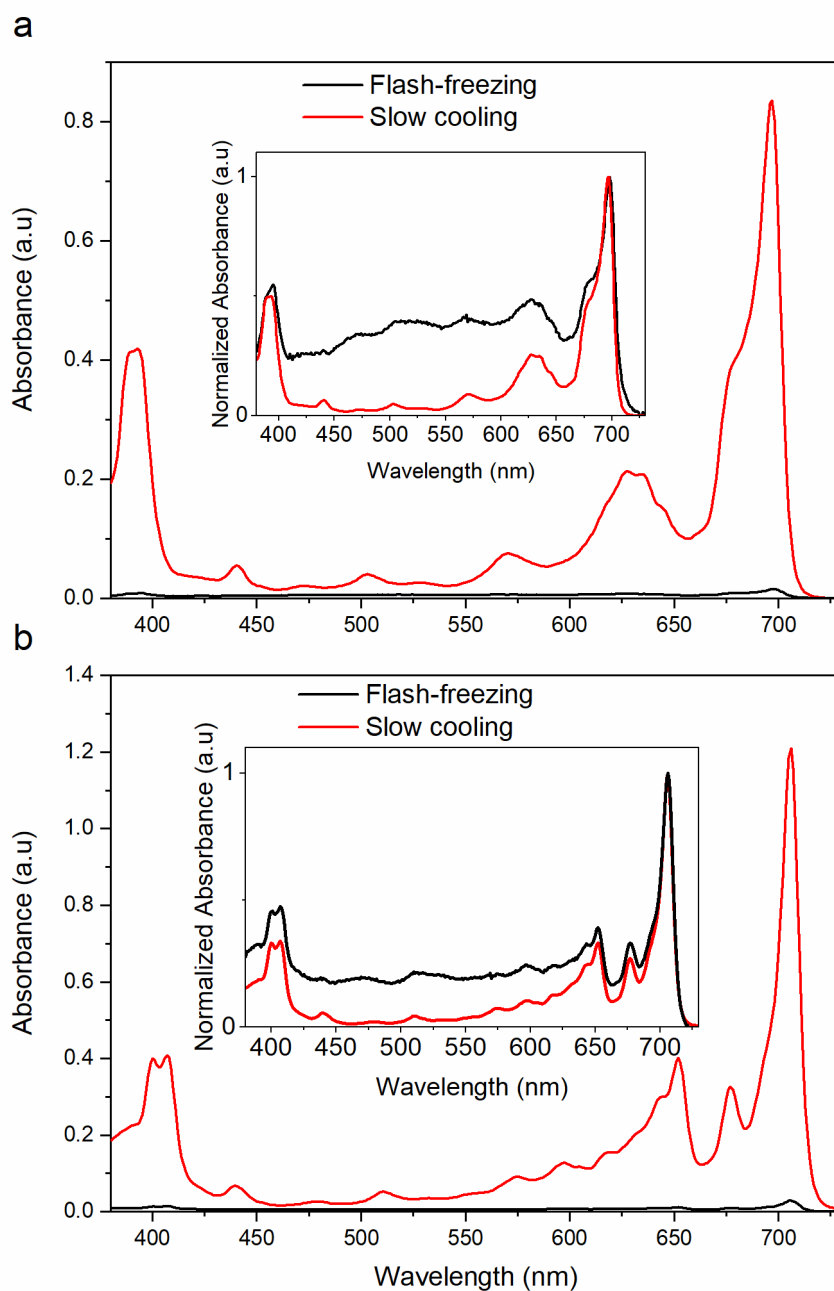 a
Flash-freezing
Slow cooling
0.8
0.6
0.4
0.2
0.0
Absorbance (a.u)
1
0
Normalized Absorbance (a.u)
400 450 500 550 600 650 700
Wavelength (nm)
400 450 500 550 600 650 700
b
Flash-freezing
Slow cooling
1.4
1.2
1.0
0.8
0.6
0.4
0.2
0.0
Absorbance (a.u)
1
0
Normalized Absorbance (a.u)
400 450 500 550 600 650 700
Wavelength (nm)
400 450 500 550 600 650 700
Wavelength (nm)